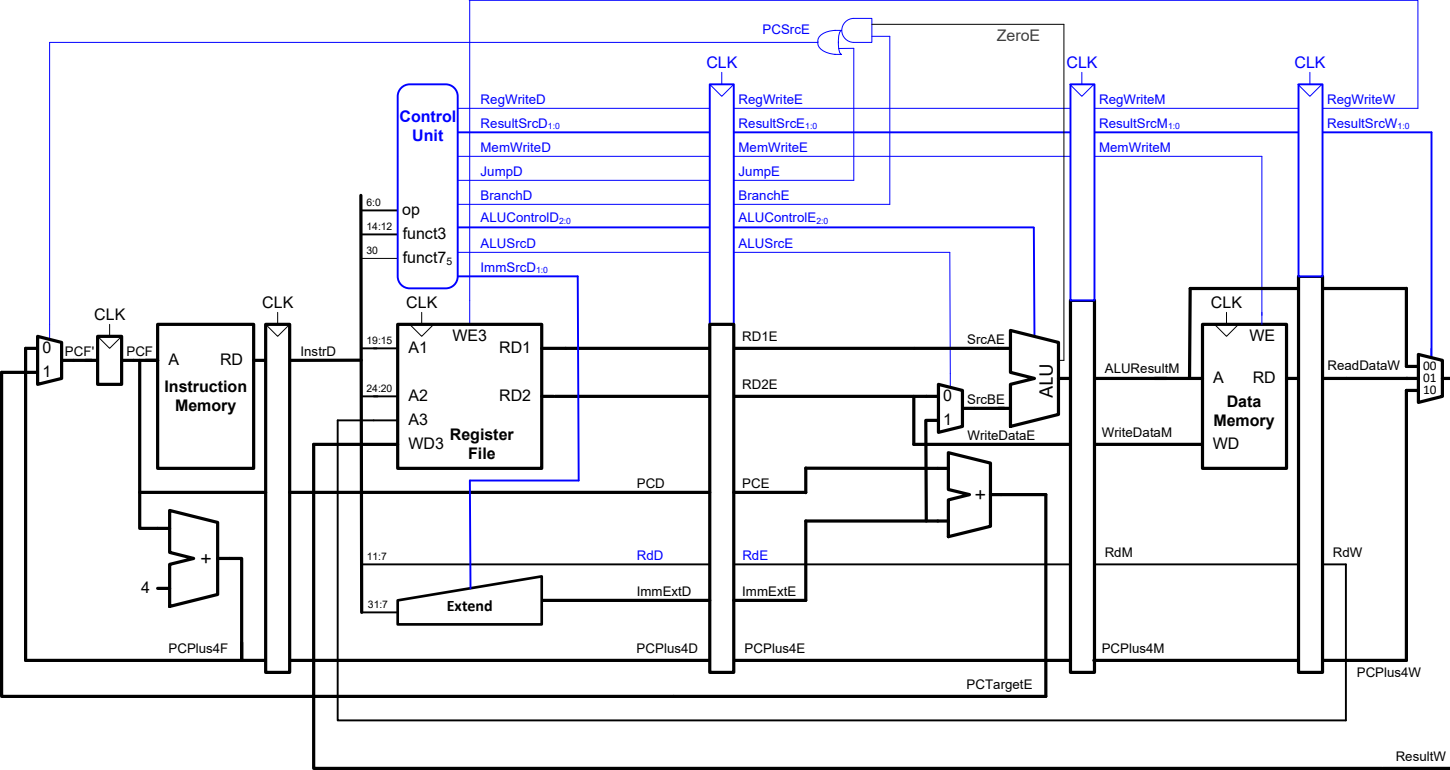 PCSrcE
ZeroE
CLK
CLK
CLK
Control
Unit
RegWriteD
RegWriteE
RegWriteM
RegWriteW
ResultSrcD1:0
ResultSrcE1:0
ResultSrcM1:0
ResultSrcW1:0
MemWriteD
MemWriteE
MemWriteM
JumpD
JumpE
BranchD
BranchE
6:0
op
ALUControlD2:0
ALUControlE2:0
14:12
funct3
30
funct75
ALUSrcD
ALUSrcE
ImmSrcD1:0
CLK
CLK
CLK
CLK
0
1
PCF'
PCF
A
RD
Instruction
Memory
InstrD
19:15
A1
WE3
RD1
RD1E
SrcAE
24:20
A2
RD2
RD2E
0
1
SrcBE
ALU
A3
WD3
Register
File
WriteDataE
ALUResultM
WriteDataM
WE
A
RD
Data
Memory
WD
ReadDataW
00
01
10
PCD
PCE
+
+
4
11:7
RdD
RdE
RdM
RdW
31:7
Extend
ImmExtD
ImmExtE
PCPlus4F
PCPlus4D
PCPlus4E
PCPlus4M
PCPlus4W
PCTargetE
ResultW